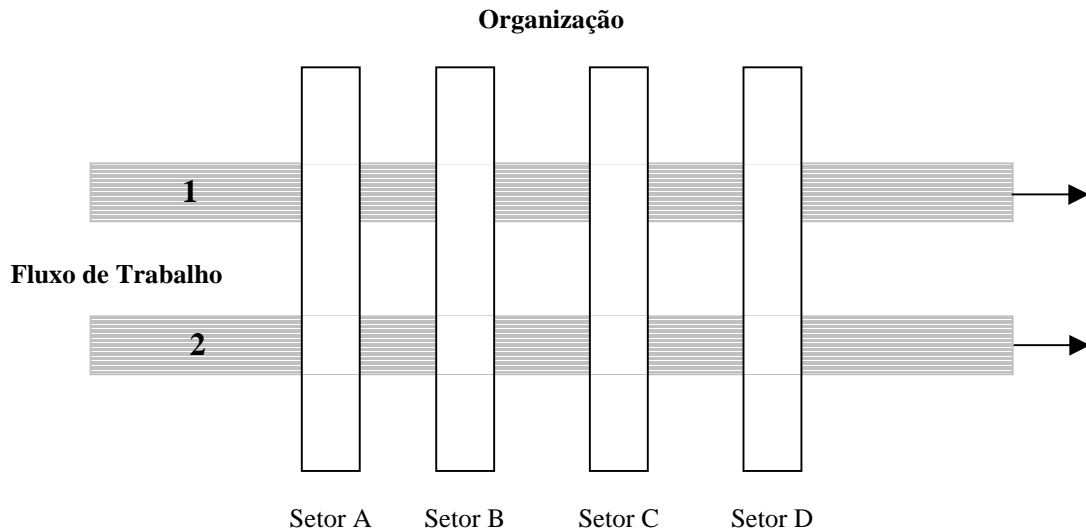 Organização
1
Fluxo de Trabalho
2
Setor A Setor B Setor C Setor D